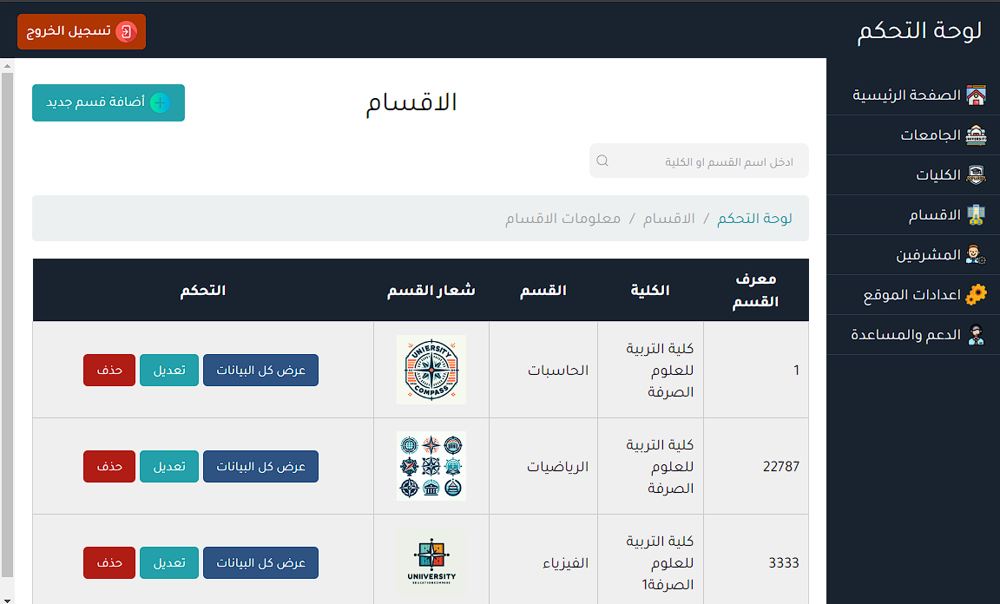 لوحة التحكم
تسجيل الخروج
الصفحة الرئيسية
الجامعات
الكليات
الاقسام
المشرفين
اعدادات الموقع
الدعم والمساعدة
الاقسام
أضافة قسم جديد
ادخل اسم القسم او الكلية
لوحة التحكم / الاقسام / معلومات الاقسام
معرف القسم الكلية القسم شعار القسم التحكم
1
كلية التربية
للعلوم
الصرفة
الحاسبات
UNIERSITY
COMPASS
عرض كل البيانات تعديل حذف
22787
كلية التربية
للعلوم
الصرفة
الرياضيات
عرض كل البيانات تعديل حذف
3333
كلية التربية
للعلوم
الصرفة1
الفيزياء
UNIIVERSITY
EDUCATIONCOMPASS
عرض كل البيانات تعديل حذف